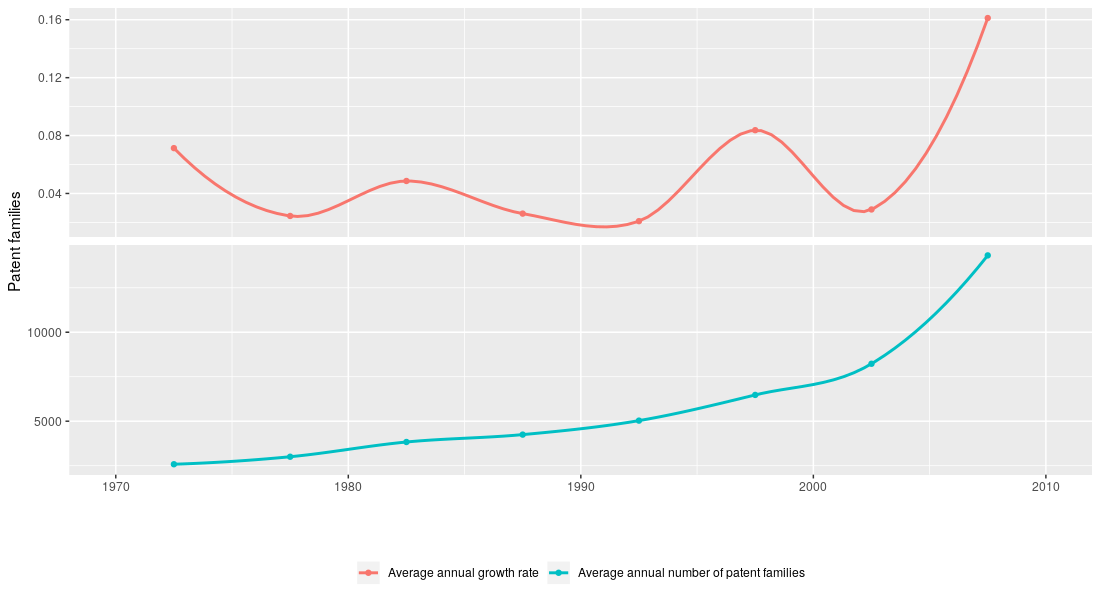 Patent families
0.16
0.12
0.08
0.04
10000
5000
1970 1980 1990 2000 2010
Average annual growth rate Average annual number of patent families